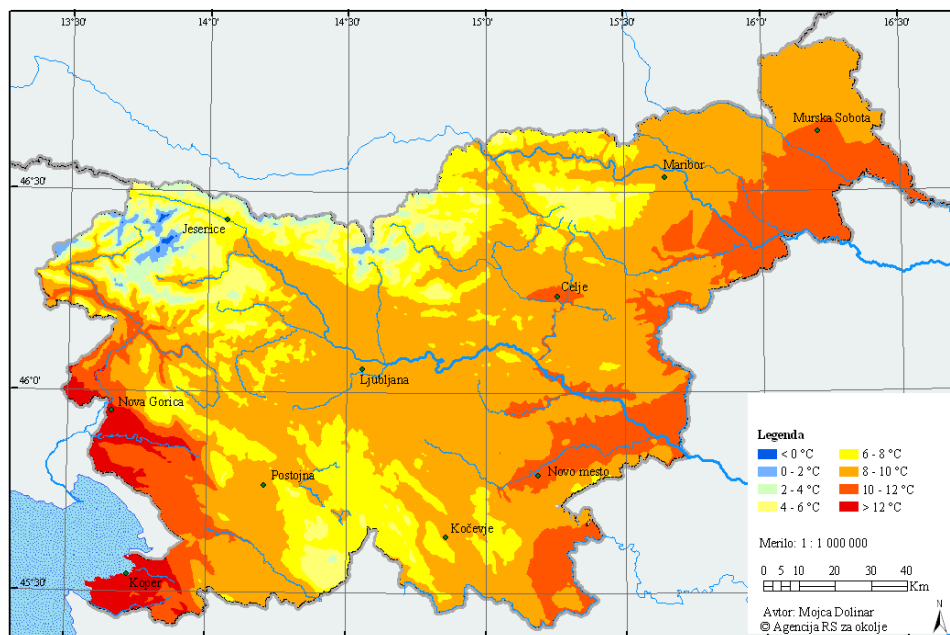 13°30' 14°0' 14°30' 15°0' 15°30' 16°0' 16°30'
Murska Sobota
Maribor
46°30'
Jesenice
Celje
46°0'
Ljubljana
Nova Gorica
Novo mesto
Postojna
Kočevje
45°30'
Koper
Legenda
< 0 °C 6 - 8 °C
0 - 2 °C 8 - 10 °C
2 - 4 °C 10 - 12 °C
4 - 6 °C > 12 °C
Merilo: 1 : 1 000 000
0 5 10 20 30 40
Km
N
Avtor: Mojca Dolinar
© Agencija RS za okolje